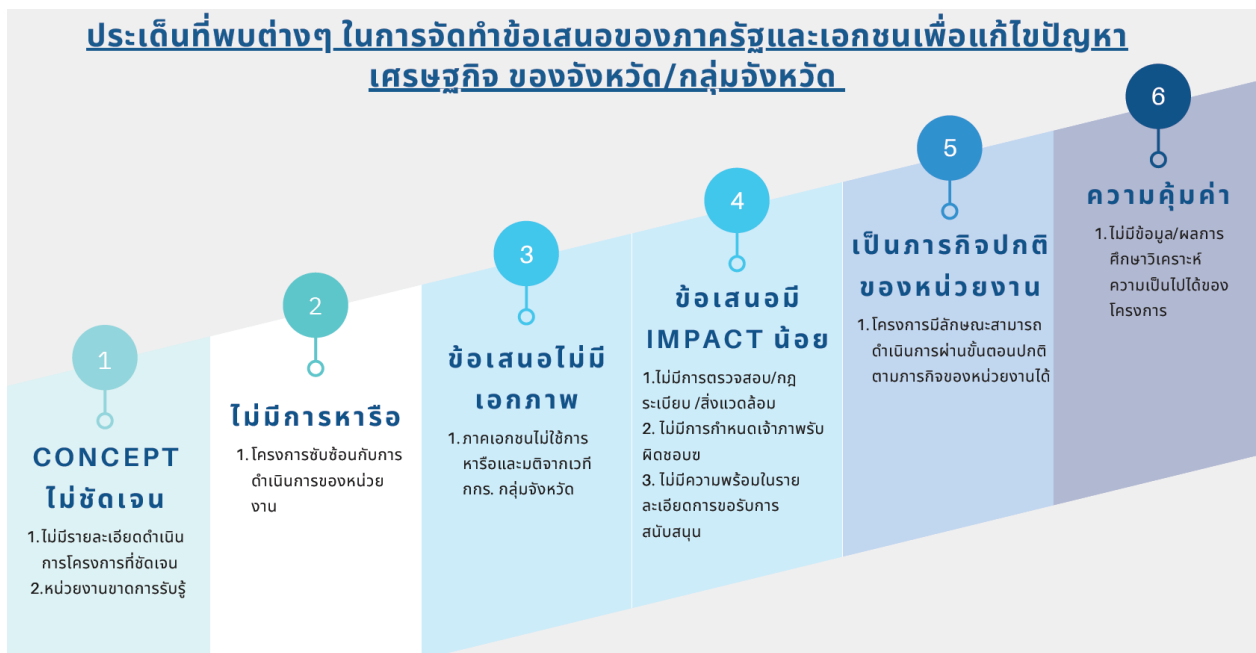 ประเด็นที่พบต่างๆ ในการจัดทำข้อเสนอของภาครัฐและเอกชนเพื่อแก้ไขปัญหา
เศรษฐกิจ ของจังหวัด/กลุ่มจังหวัด
1
CONCEPT
ไม่ชัดเจน
1.ไม่มีรายละเอียดดำเนิน
การโครงการที่ชัดเจน
2.หน่วยงานขาดการรับรู้
2
ไม่มีการหารือ
1.โครงการซับซ้อนกับการ
ดำเนินการของหน่วย
งาน
3
ข้อเสนอไม่มี
เอกภาพ
1.ภาคเอกชนไม่ใช้การ
หารือและมติจากเวที
กกร. กลุ่มจังหวัด
4
ข้อเสนอมี
IMPACT น้อย
1.ไม่มีการตรวจสอบ/กฎ
ระเบียบ /สิ่งแวดล้อม
2. ไม่มีการกำหนดเจ้าภาพรับ
ผิดชอบฃ
3. ไม่มีความพร้อมในราย
ละเอียดการขอรับการ
สนับสนุน
5
เป็นภารกิจปกติ
ของหน่วยงาน
1.โครงการมีลักษณะสามารถ
ดำเนินการผ่านขั้นตอนปกติ
ตามภารกิจของหน่วยงานได้
6
ความคุ้มค่า
1.ไม่มีข้อมูล/ผลการ
ศึกษาวิเคราะห์
ความเป็นไปได้ของ
โครงการ